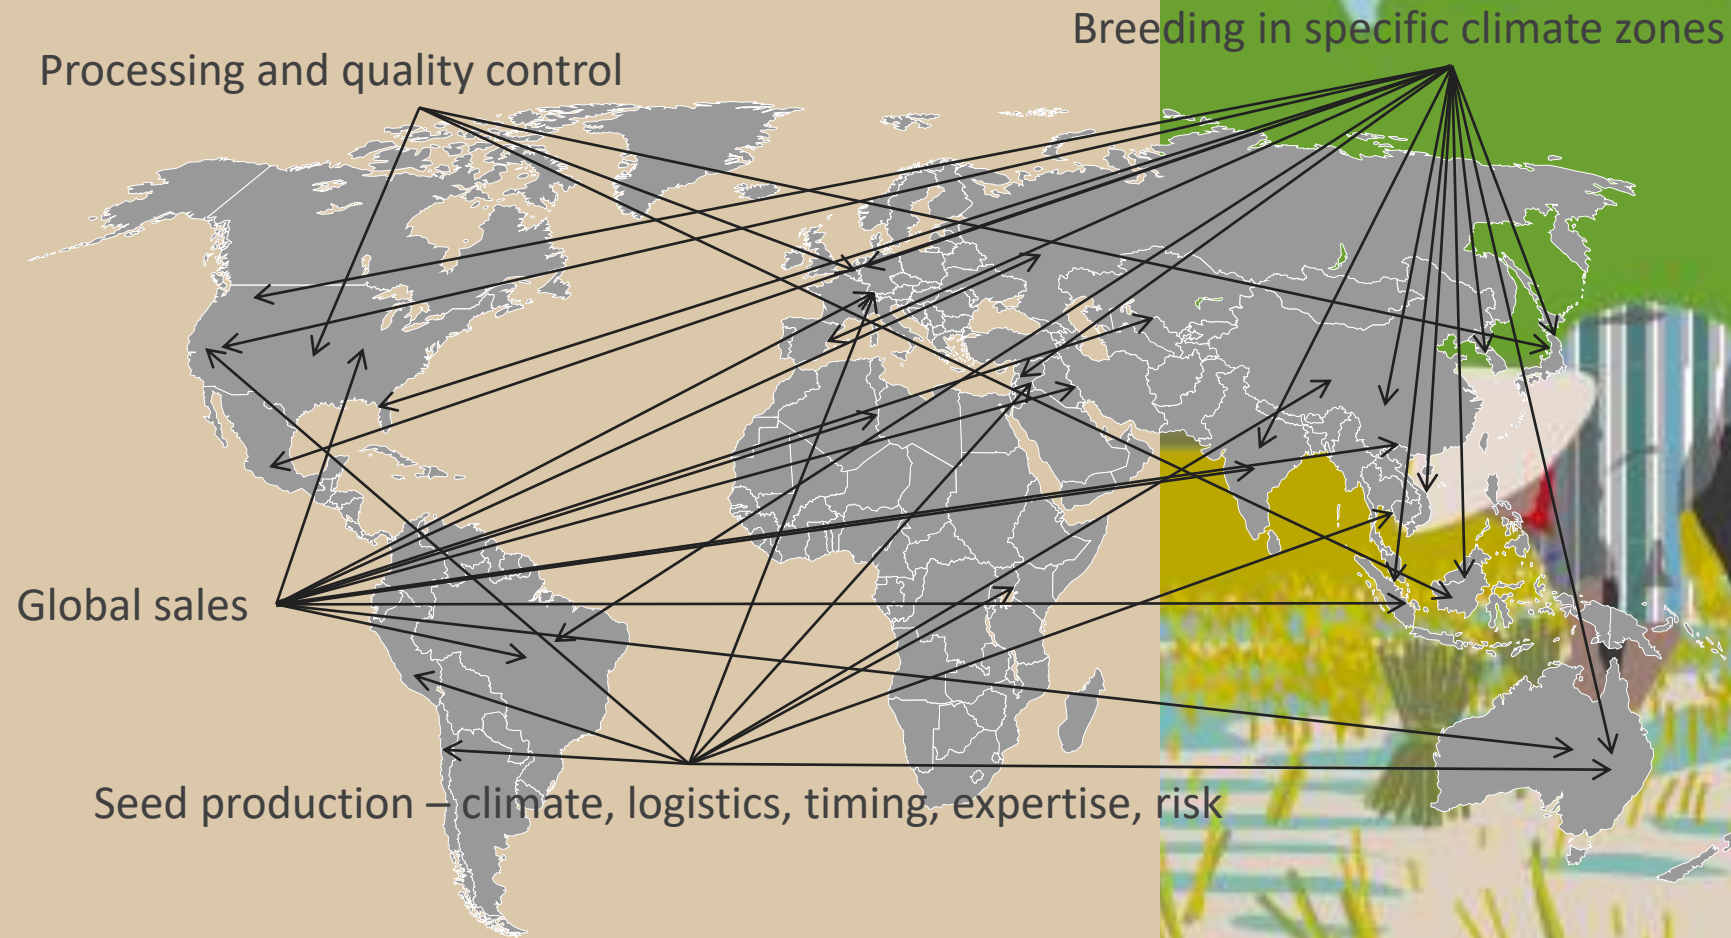 Breeding in specific climate zones
Processing and quality control
Global sales
Seed production – climate, logistics, timing, expertise, risk